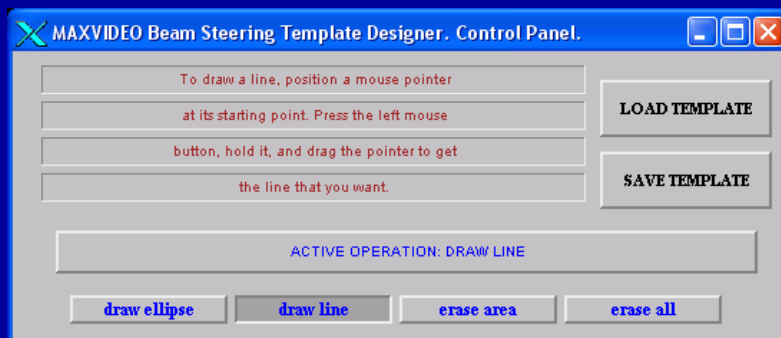 MAXVIDEO Beam Steering Template Designer. Control Panel.
To draw a line, position a mouse pointer
at its starting point. Press the left mouse
button, hold it, and drag the pointer to get
the line that you want.
LOAD TEMPLATE
SAVE TEMPLATE
ACTIVE OPERATION: DRAW LINE
draw ellipse
draw line
erase area
erase all